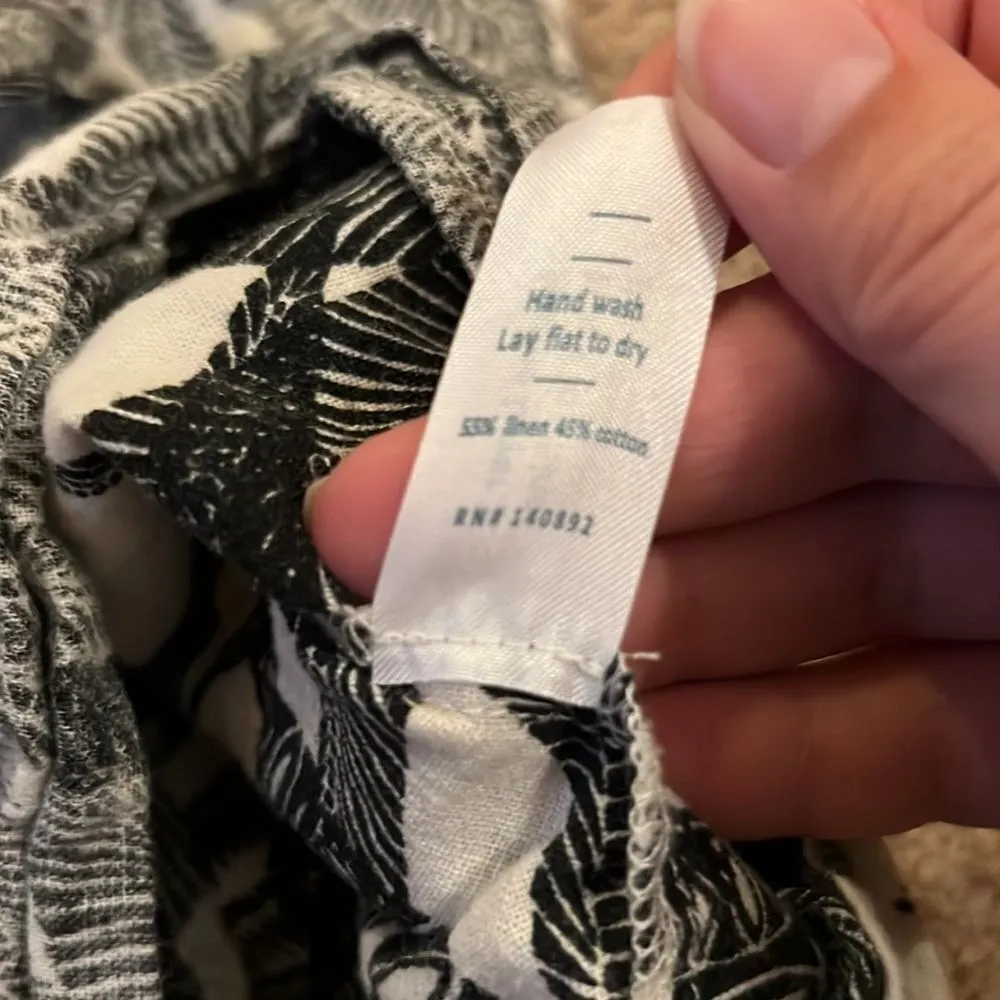 Hand wash
Lay flat to dry
55% linen 45% cotton
RN# 140892